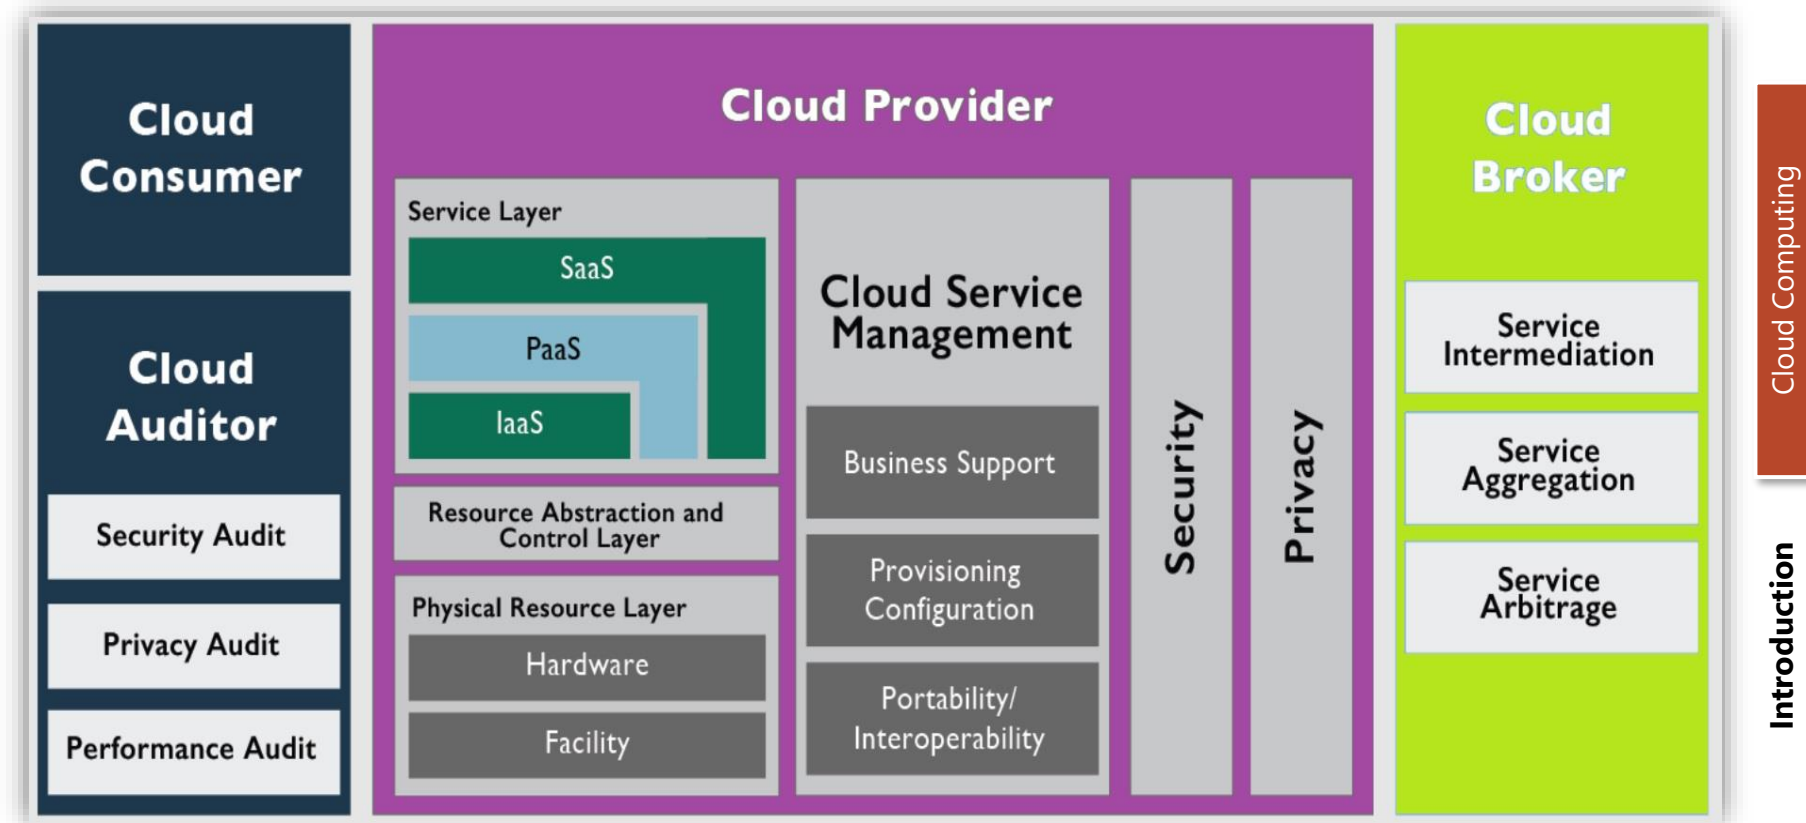 Cloud
Consumer
Cloud
Auditor
Security Audit
Privacy Audit
Performance Audit
Cloud Provider
Service Layer
SaaS
PaaS
IaaS
Resource Abstraction and
Control Layer
Physical Resource Layer
Hardware
Facility
Cloud Service
Management
Business Support
Provisioning
Configuration
Portability/
Interoperability
Security
Privacy
Cloud
Broker
Service
Intermediation
Service
Aggregation
Service
Arbitrage
Cloud Computing
Introduction